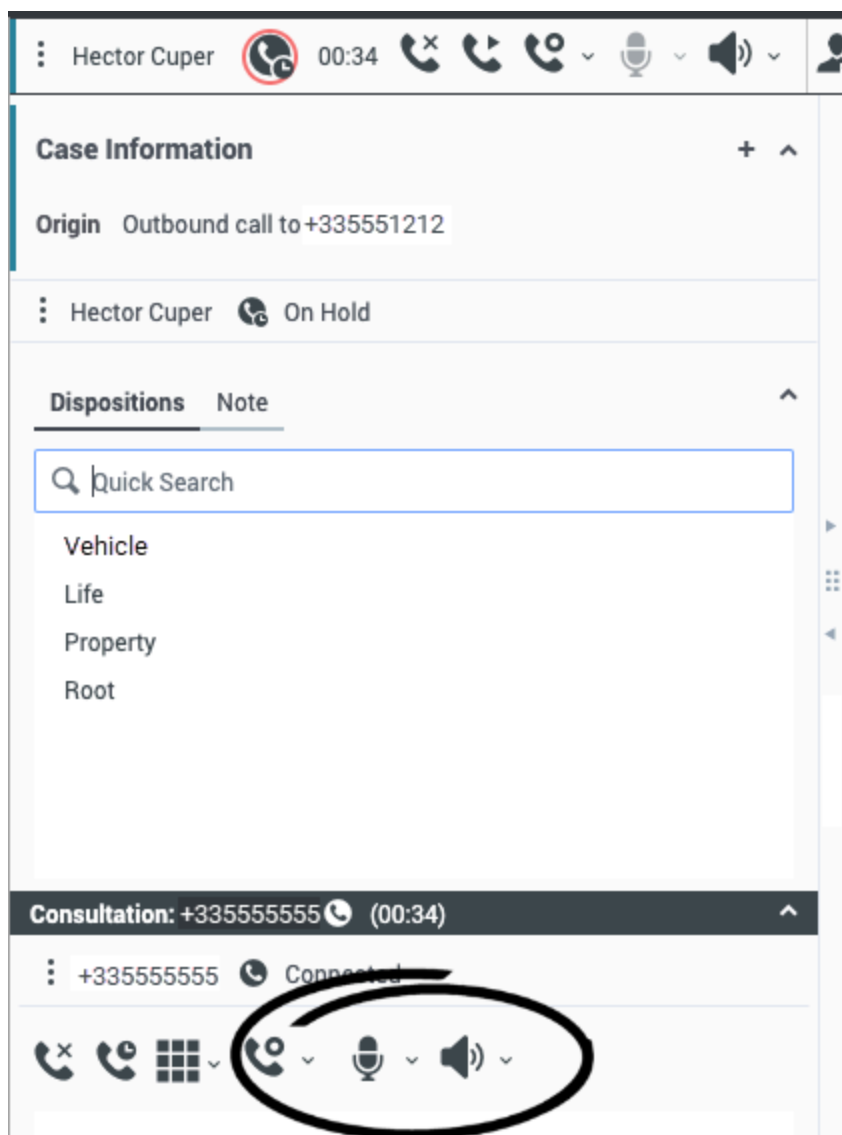 Hector Cuper 00:34
Case Information
Origin Outbound call to +335551212
Hector Cuper On Hold
Dispositions Note
Quick Search
Vehicle
Life
Property
Root
Consultation: +335555555 (00:34)
+335555555 Connected